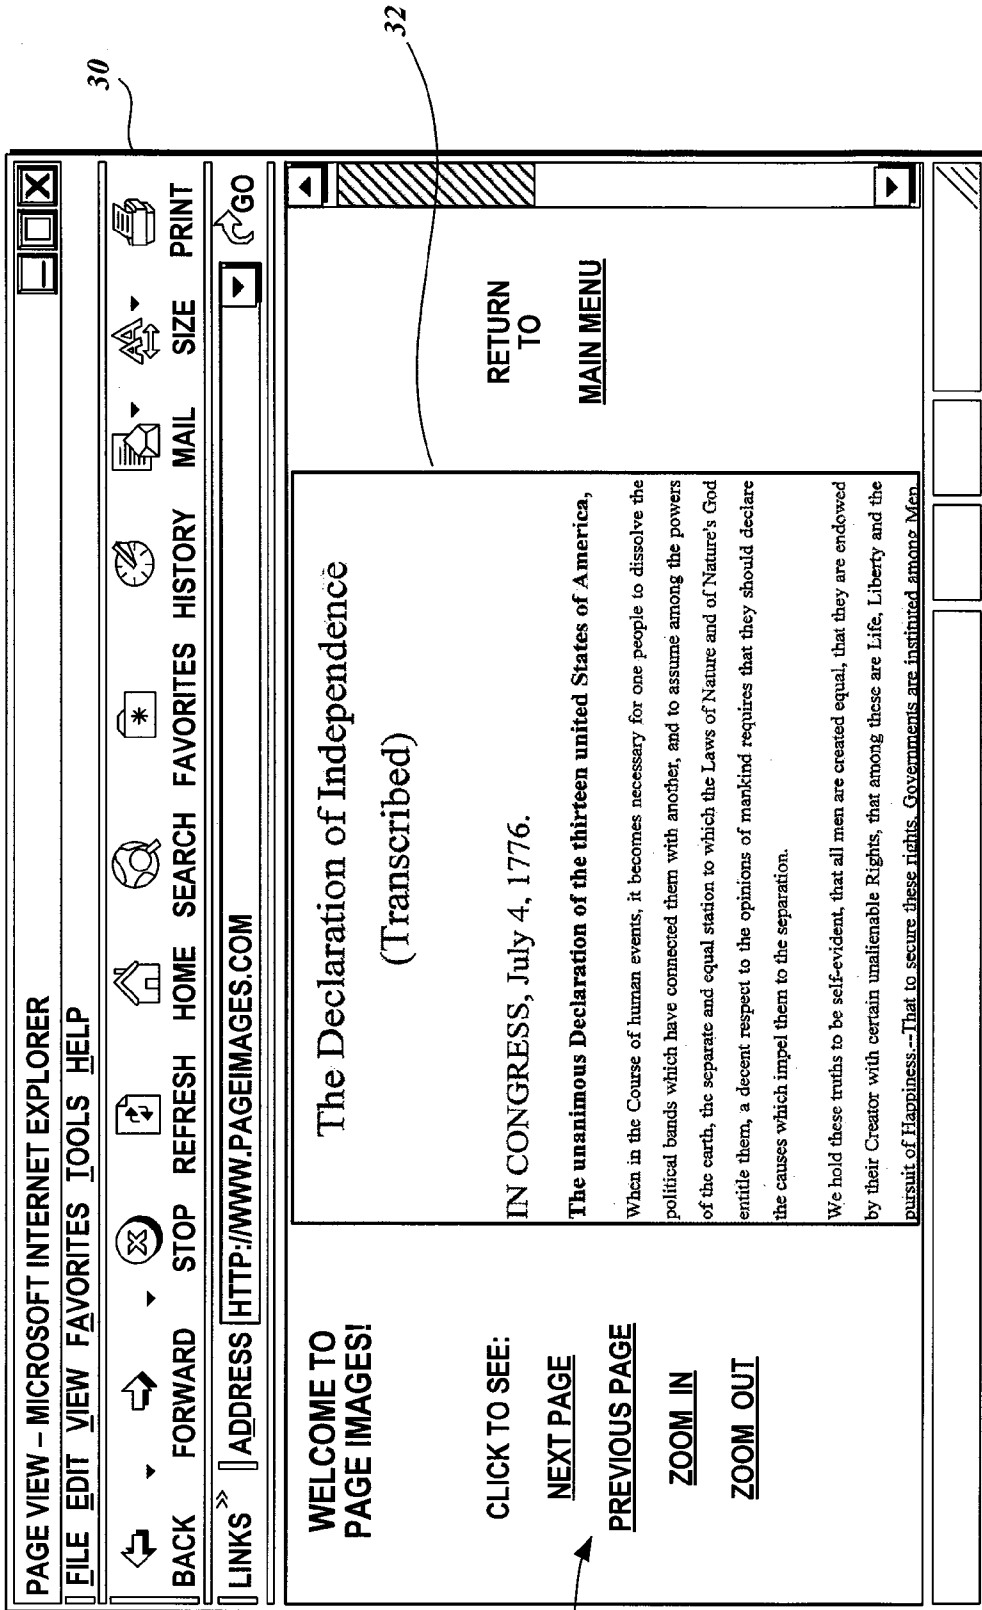 30
32
PAGE VIEW – MICROSOFT INTERNET EXPLORER
FILE EDIT VIEW FAVORITES TOOLS HELP
BACK FORWARD STOP REFRESH HOME SEARCH FAVORITES HISTORY MAIL SIZE PRINT
LINKS » ADDRESS HTTP://WWW.PAGEIMAGES.COM GO
WELCOME TO
PAGE IMAGES!
CLICK TO SEE:
NEXT PAGE
PREVIOUS PAGE
ZOOM IN
ZOOM OUT
The Declaration of Independence
(Transcribed)
IN CONGRESS, July 4, 1776.
The unanimous Declaration of the thirteen united States of America,
When in the Course of human events, it becomes necessary for one people to dissolve the
political bands which have connected them with another, and to assume among the powers
of the earth, the separate and equal station to which the Laws of Nature and of Nature's God
entitle them, a decent respect to the opinions of mankind requires that they should declare
the causes which impel them to the separation.
We hold these truths to be self-evident, that all men are created equal, that they are endowed
by their Creator with certain unalienable Rights, that among these are Life, Liberty and the
pursuit of Happiness.--That to secure these rights, Governments are instituted among Men,
RETURN
TO
MAIN MENU